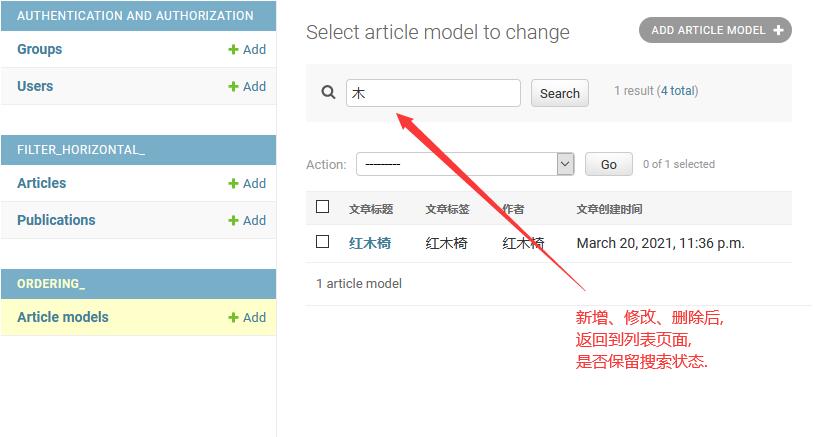 AUTHENTICATION AND AUTHORIZATION
Groups + Add
Users + Add
FILTER_HORIZONTAL_
Articles + Add
Publications + Add
ORDERING_
Article models + Add
Select article model to change
ADD ARTICLE MODEL +
木 Search 1 result (4 total)
Action: --------- Go 0 of 1 selected
文章标题 文章标签 作者 文章创建时间
红木椅 红木椅 红木椅 March 20, 2021, 11:36 p.m.
1 article model
新增、修改、删除后,
返回到列表页面,
是否保留搜索状态.